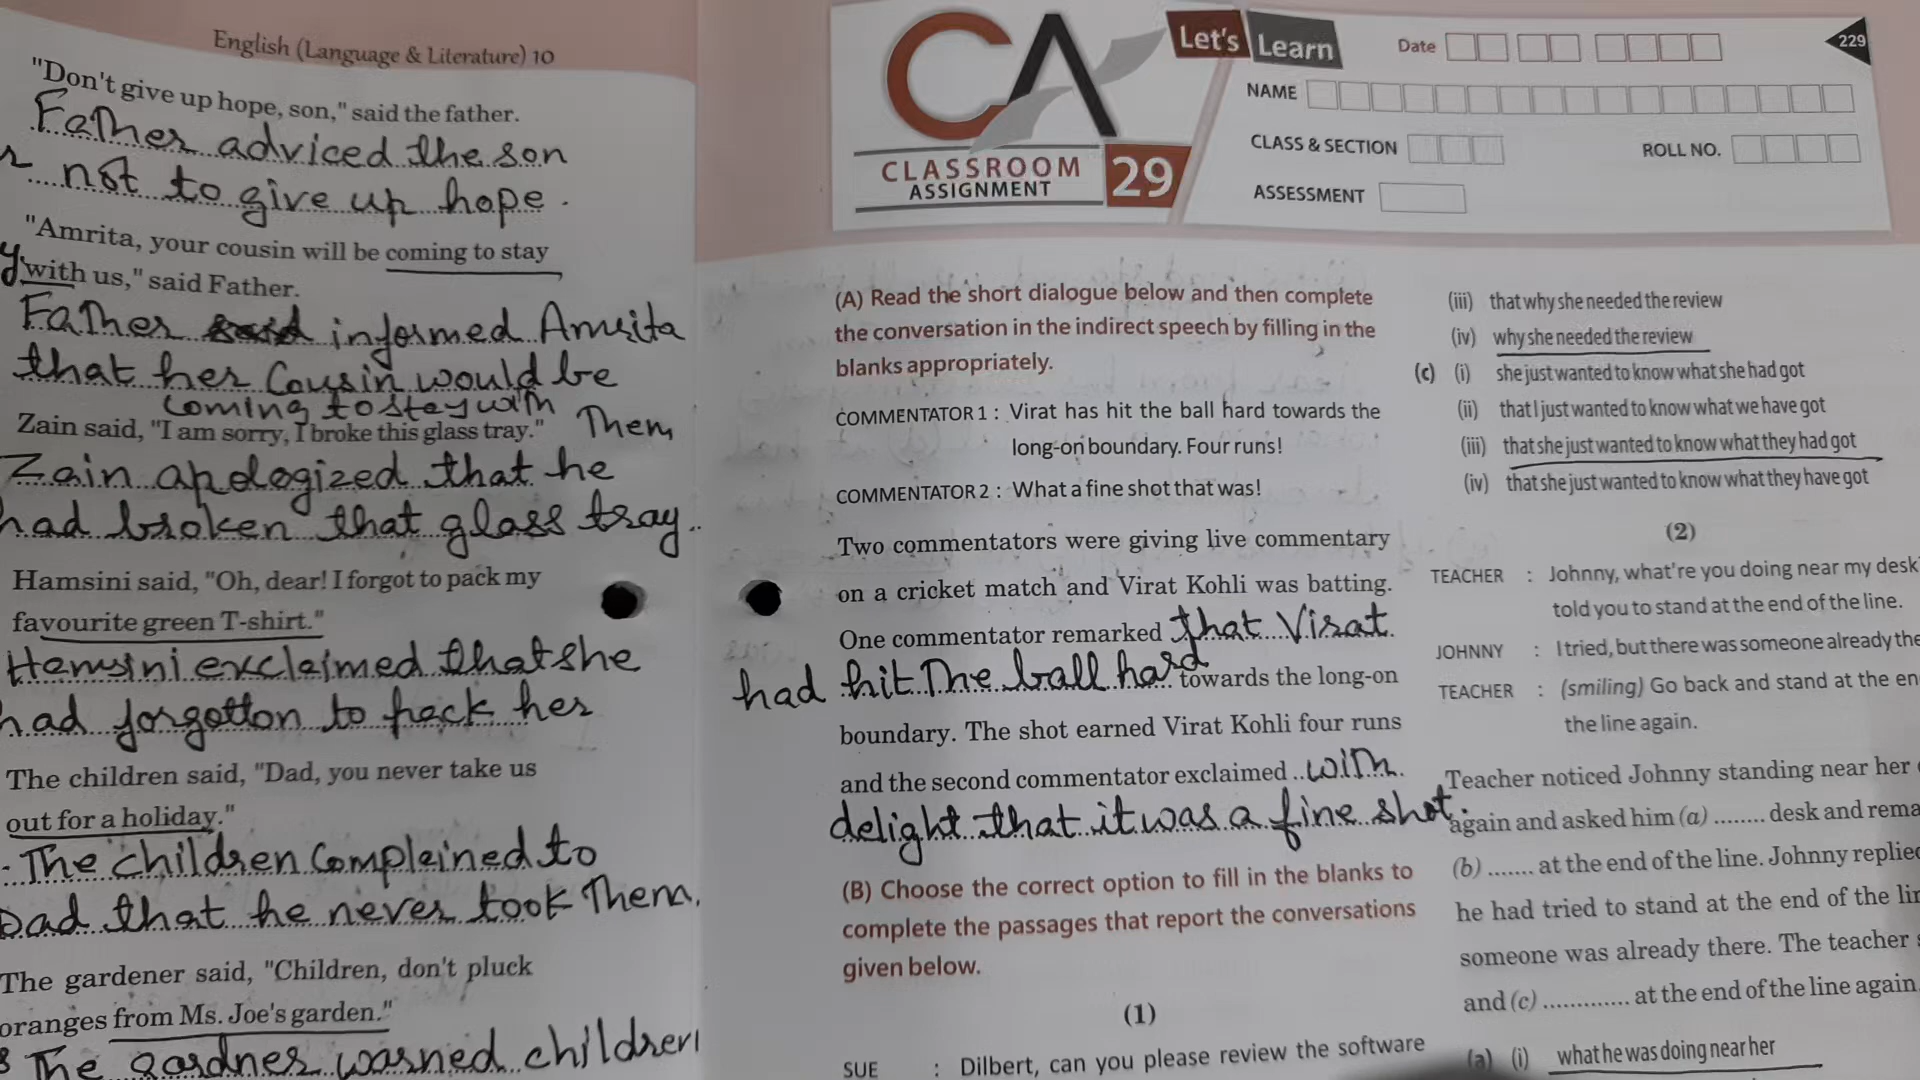 English (Language & Literature) 10
"Don't give up hope, son," said the father.
Father adviced the son
not to give up hope.
"Amrita, your cousin will be coming to stay
with us," said Father.
Father said informed Amrita
that her Cousin would be
coming to stay with
Them
Zain said, "I am sorry, I broke this glass tray."
Zain apologized that he
had broken that glass tray.
Hamsini said, "Oh, dear! I forgot to pack my
favourite green T-shirt."
Hamsini exclaimed that she
had forgotton to pack her
The children said, "Dad, you never take us
out for a holiday."
The children Complained to
Dad that he never took Them.
The gardener said, "Children, don't pluck
oranges from Ms. Joe's garden."
The gardner warned children
CA
CLASSROOM
ASSIGNMENT
29
Let's Learn
Date
229
NAME
CLASS & SECTION
ROLL NO.
ASSESSMENT
(A) Read the short dialogue below and then complete
the conversation in the indirect speech by filling in the
blanks appropriately.
COMMENTATOR 1 : Virat has hit the ball hard towards the
long-on boundary. Four runs!
COMMENTATOR 2 : What a fine shot that was!
Two commentators were giving live commentary
on a cricket match and Virat Kohli was batting.
One commentator remarked that Virat
had hit The ball hard towards the long-on
boundary. The shot earned Virat Kohli four runs
and the second commentator exclaimed with
delight that it was a fine shot.
(B) Choose the correct option to fill in the blanks to
complete the passages that report the conversations
given below.
(1)
SUE : Dilbert, can you please review the software
(iii) that why she needed the review
(iv) why she needed the review
(c) (i) she just wanted to know what she had got
(ii) that I just wanted to know what we have got
(iii) that she just wanted to know what they had got
(iv) that she just wanted to know what they have got
(2)
TEACHER : Johnny, what're you doing near my desk
told you to stand at the end of the line.
JOHNNY : I tried, but there was someone already the
TEACHER : (smiling) Go back and stand at the en
the line again.
Teacher noticed Johnny standing near her
again and asked him (a) ........ desk and rema
(b) ....... at the end of the line. Johnny replied
he had tried to stand at the end of the lin
someone was already there. The teacher s
and (c) ............. at the end of the line again.
(a) (i) what he was doing near her